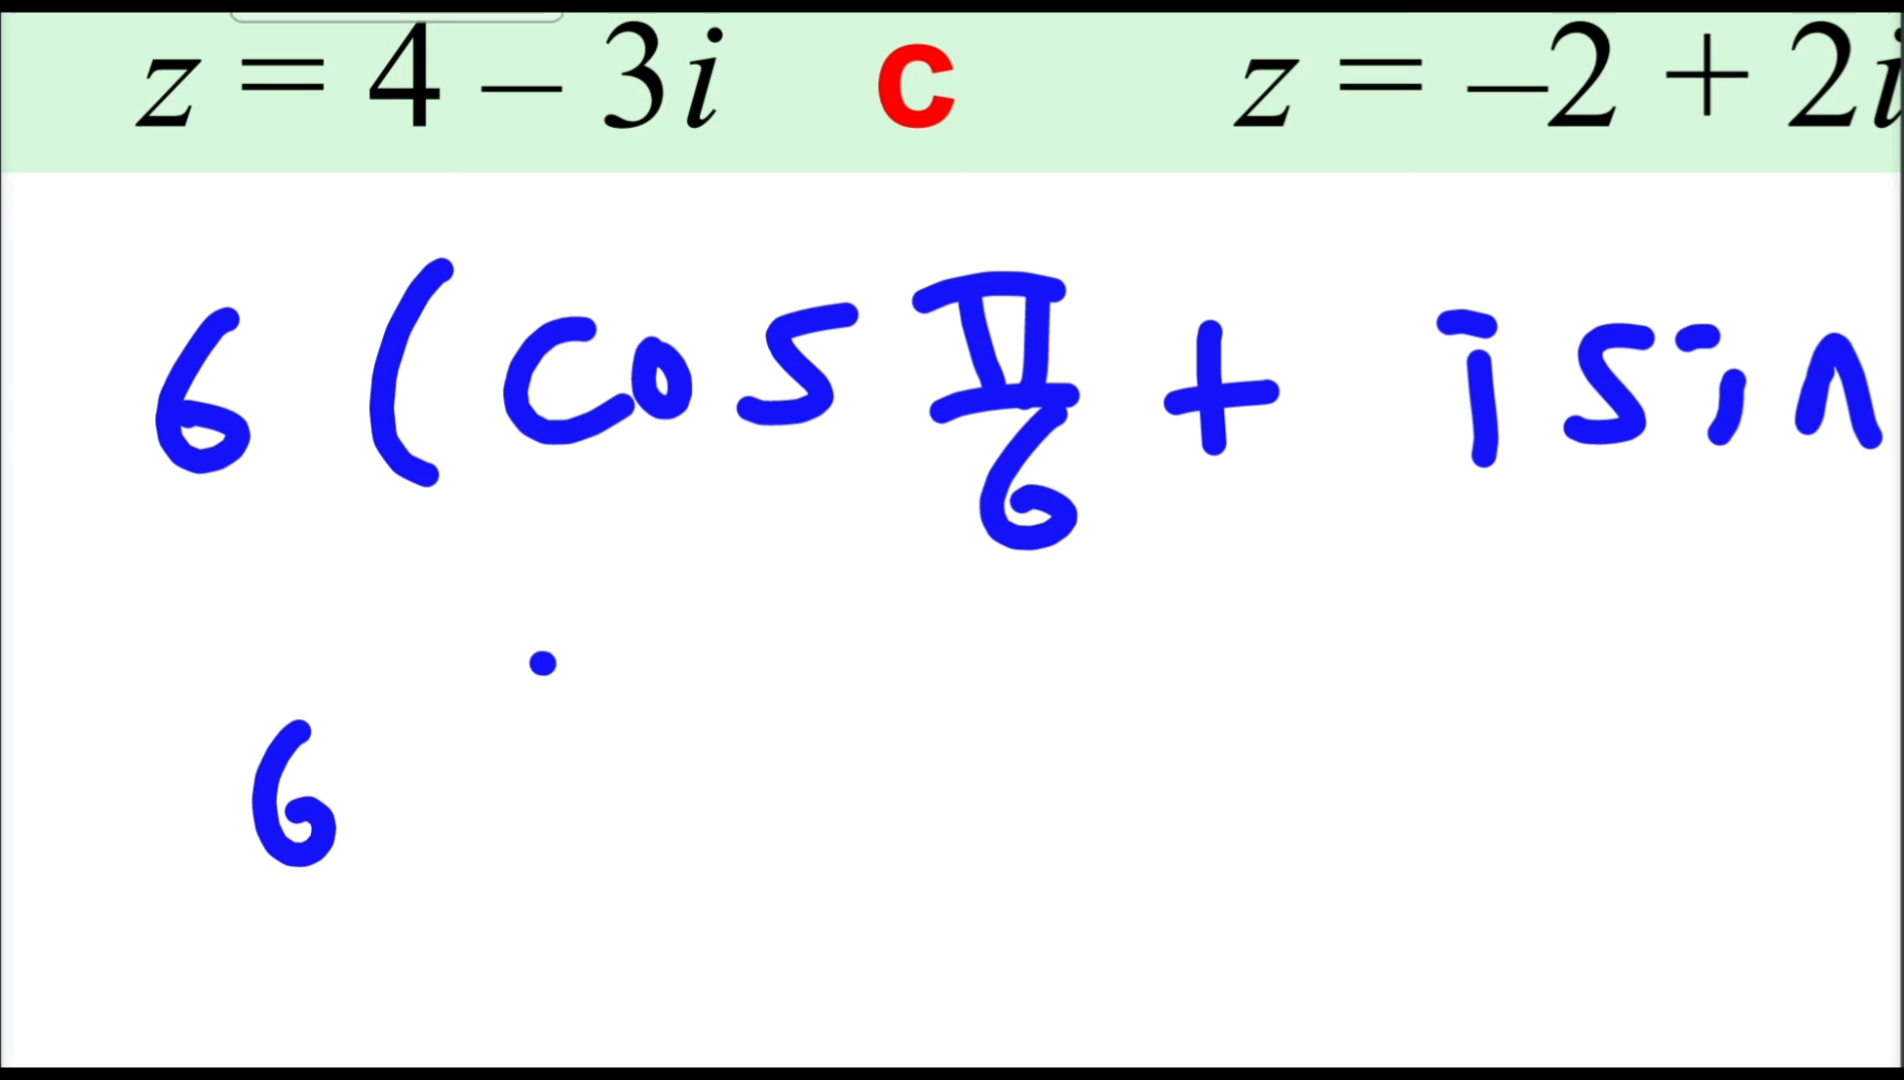 z = 4 – 3i c z = –2 + 2i
6 ( cos π/6 + i sin
6